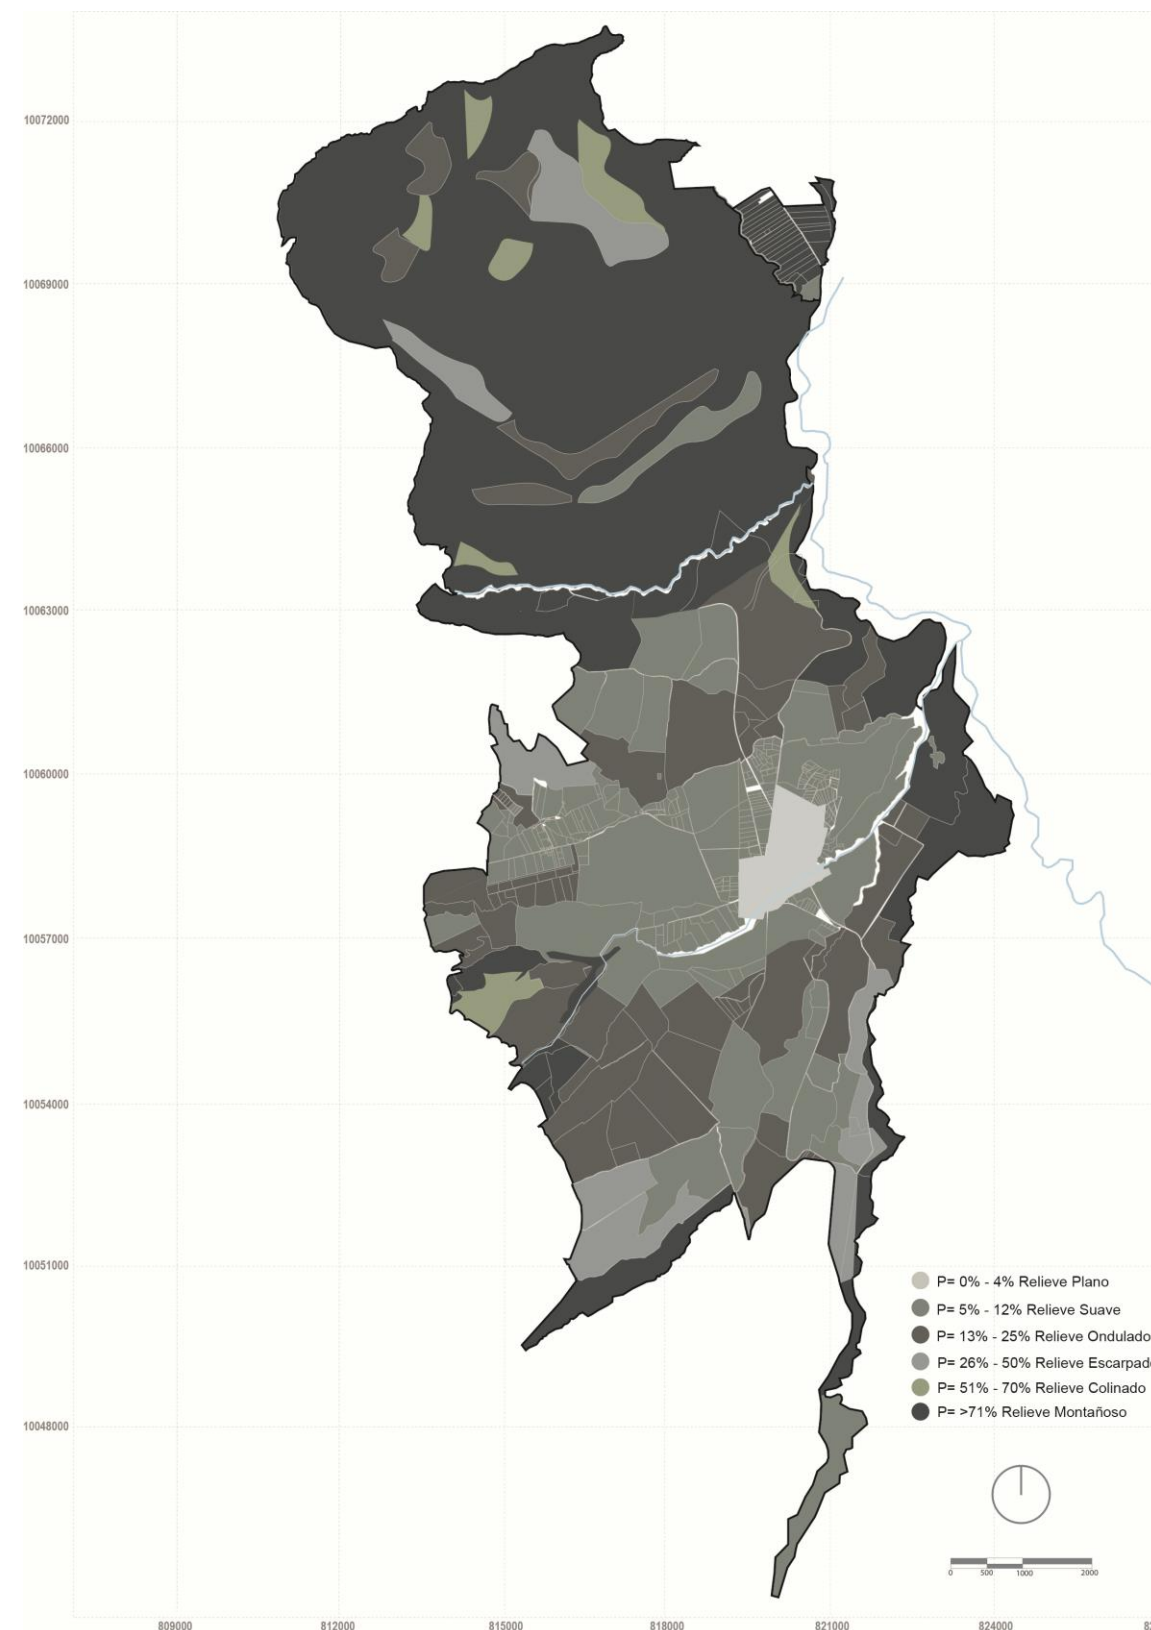 10072000
10069000
10066000
10063000
10060000
10057000
10054000
10051000
P= 0% - 4% Relieve Plano
P= 5% - 12% Relieve Suave
P= 13% - 25% Relieve Ondulado
P= 26% - 50% Relieve Escarpad
P= 51% - 70% Relieve Colinado
P= >71% Relieve Montañoso
10048000
0 500 1000 2000
809000 812000 815000 818000 821000 824000